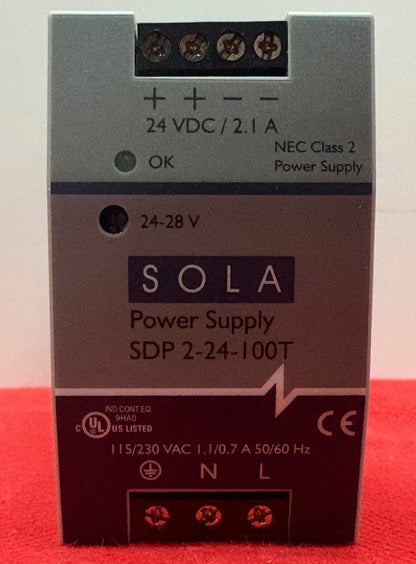 + + − −
24 VDC / 2.1 A
OK
NEC Class 2
Power Supply
24-28 V
SOLA
Power Supply
SDP 2-24-100T
IND.CONT.EQ.
9HA0
C UL US LISTED
CE
115/230 VAC 1.1/0.7 A 50/60 Hz
N L